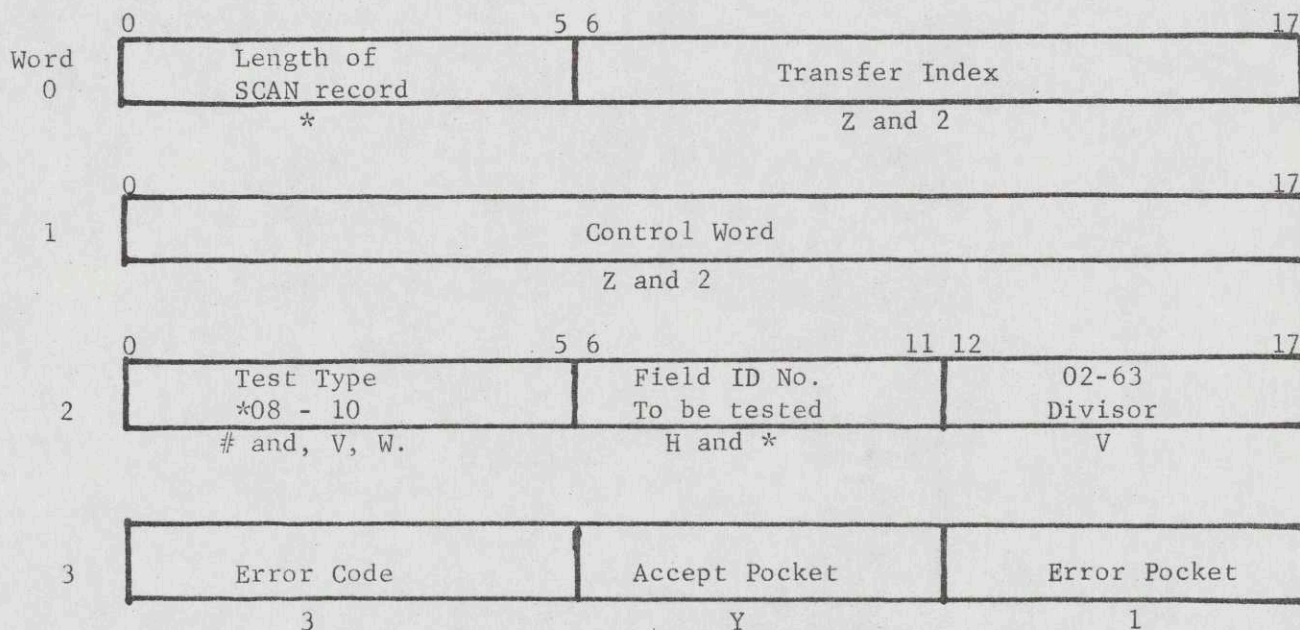 0 5 6 17
Word
0
Length of
SCAN record
Transfer Index
* Z and 2
0 17
1 Control Word
Z and 2
0 5 6 11 12 17
2
Test Type
*08 - 10
Field ID No.
To be tested
02-63
Divisor
# and, V, W. H and * V
3 Error Code Accept Pocket Error Pocket
3 Y 1